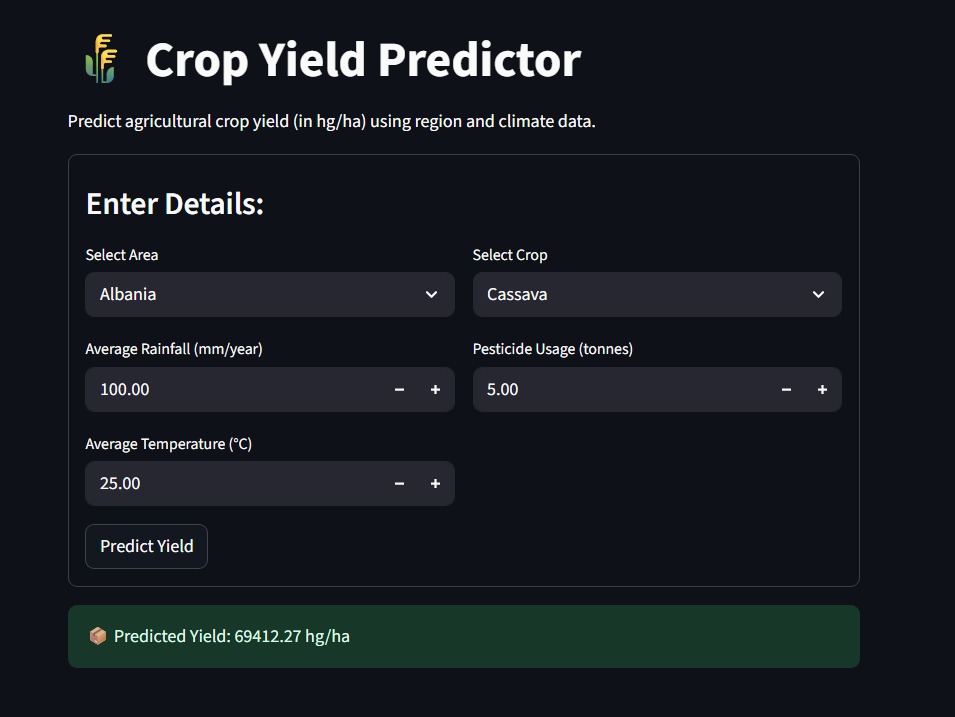 Crop Yield Predictor
Predict agricultural crop yield (in hg/ha) using region and climate data.
Enter Details:
Select Area
Select Crop
Albania
Cassava
Average Rainfall (mm/year)
Pesticide Usage (tonnes)
100.00
5.00
Average Temperature (°C)
25.00
Predict Yield
Predicted Yield: 69412.27 hg/ha